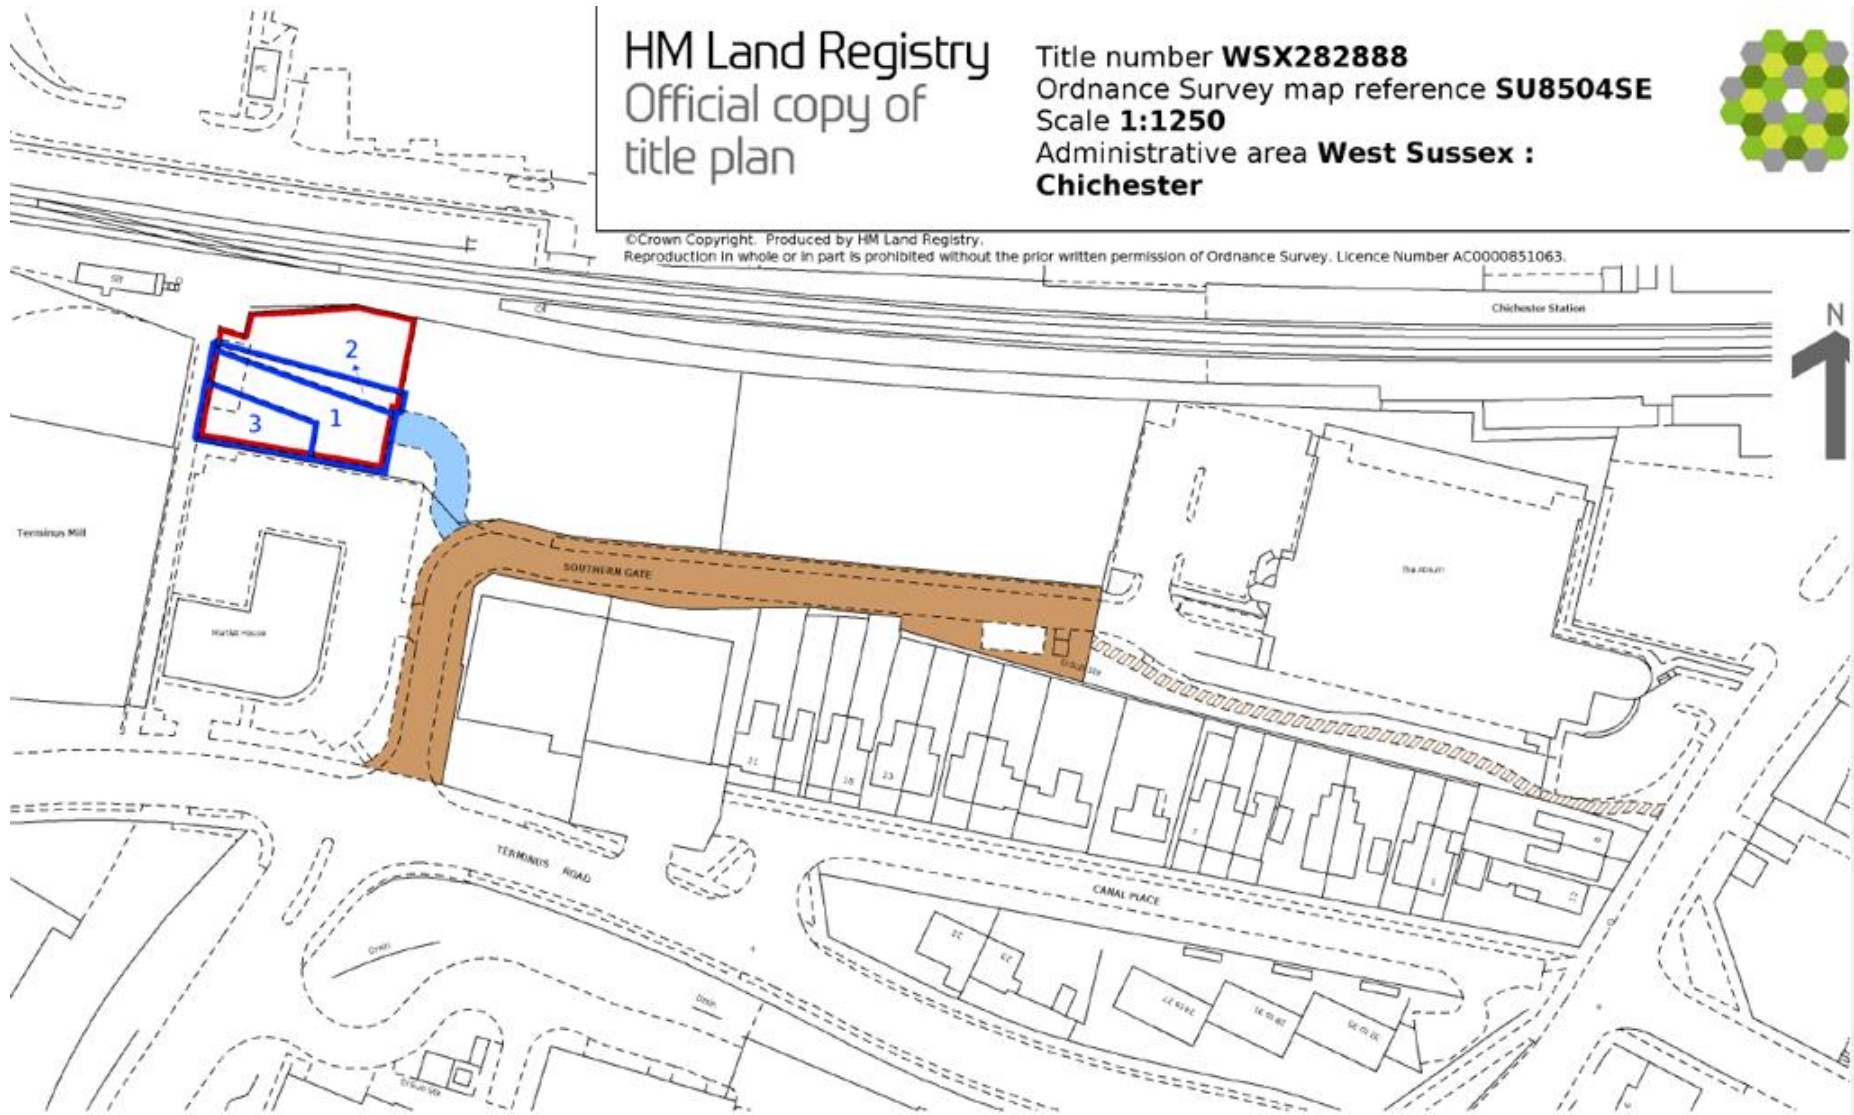 HM Land Registry
Official copy of
title plan
Title number WSX282888
Ordnance Survey map reference SU8504SE
Scale 1:1250
Administrative area West Sussex :
Chichester
©Crown Copyright. Produced by HM Land Registry.
Reproduction in whole or in part is prohibited without the prior written permission of Ordnance Survey. Licence Number AC0000851063.
N
Chichester Station
2
1
3
Terminus Mill
SOUTHERN GATE
TERMINUS ROAD
CANAL PLACE
Drain
Drain